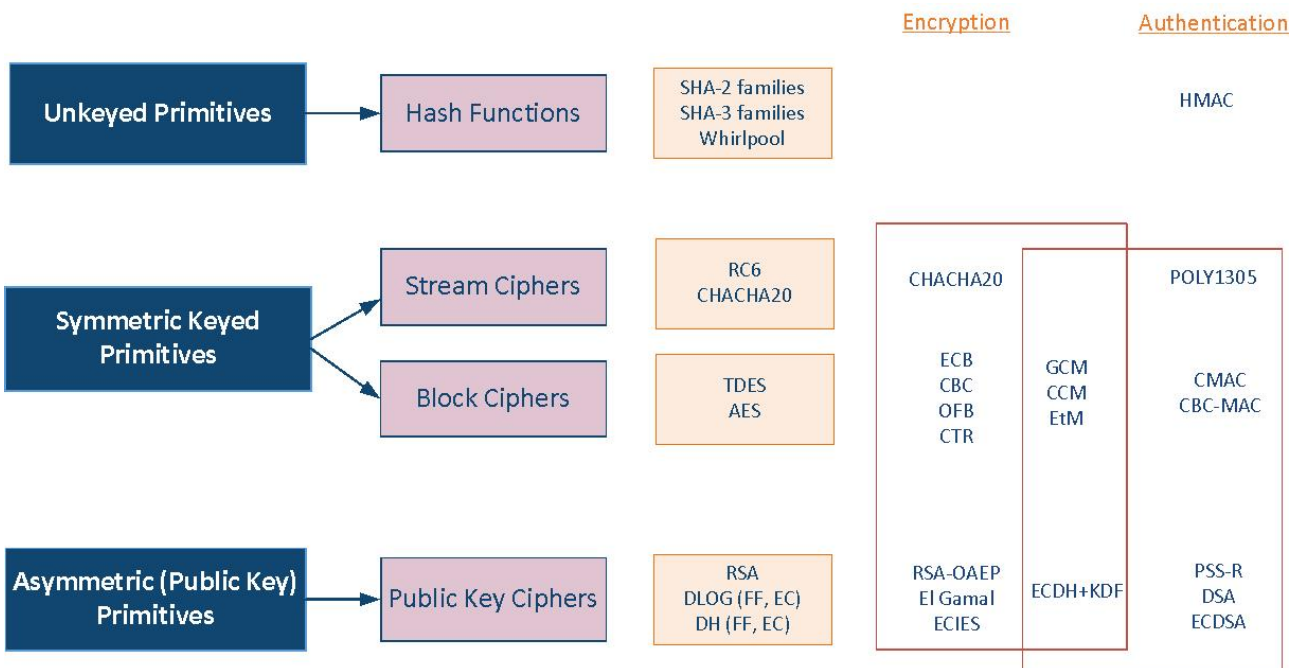 Encryption
Authentication
Unkeyed Primitives
Hash Functions
SHA-2 families
SHA-3 families
Whirlpool
HMAC
Symmetric Keyed
Primitives
Stream Ciphers
RC6
CHACHA20
CHACHA20
POLY1305
Block Ciphers
TDES
AES
ECB
CBC
OFB
CTR
GCM
CCM
EtM
CMAC
CBC-MAC
Asymmetric (Public Key)
Primitives
Public Key Ciphers
RSA
DLOG (FF, EC)
DH (FF, EC)
RSA-OAEP
El Gamal
ECIES
ECDH+KDF
PSS-R
DSA
ECDSA